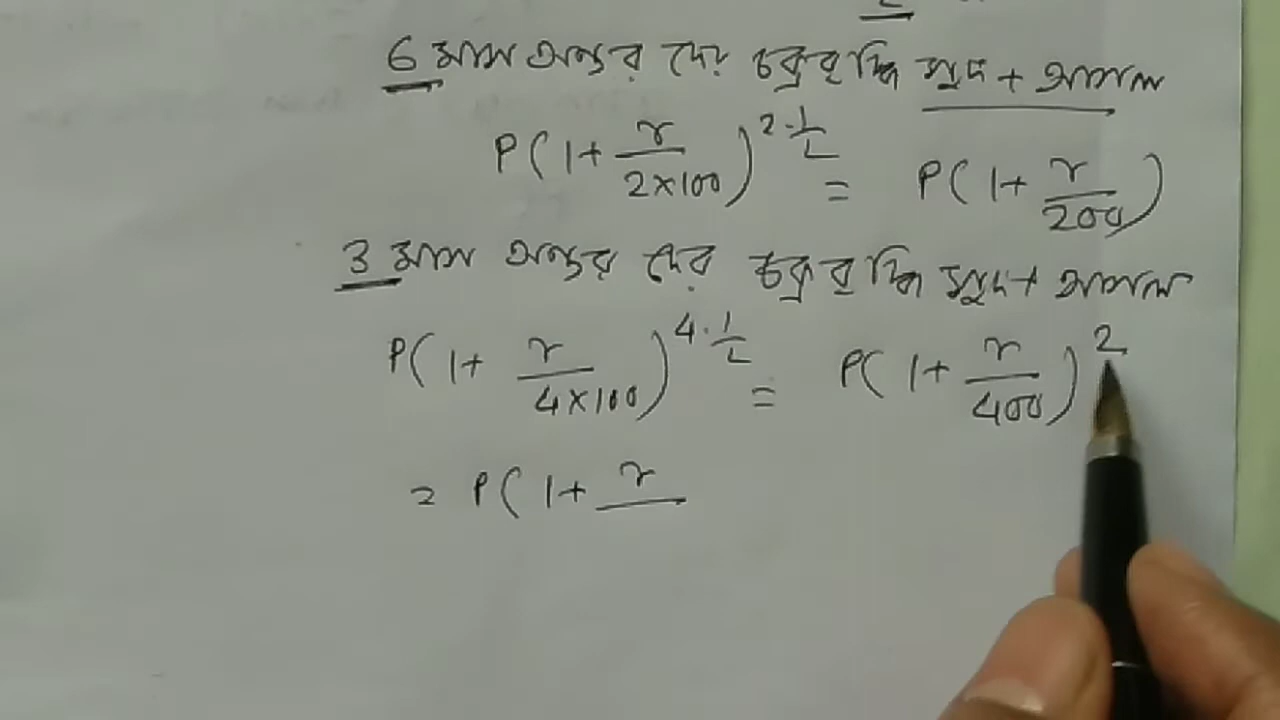 6 মাস অন্তর দেয় চক্রবৃদ্ধি সুদ + আসল
P(1+ r/2×100)^2·1/2 = P(1+ r/200)
3 মাস অন্তর দেয় চক্রবৃদ্ধি সুদ + আসল
P(1+ r/4×100)^4·1/2 = P(1+ r/400)^2
= P(1+ r/